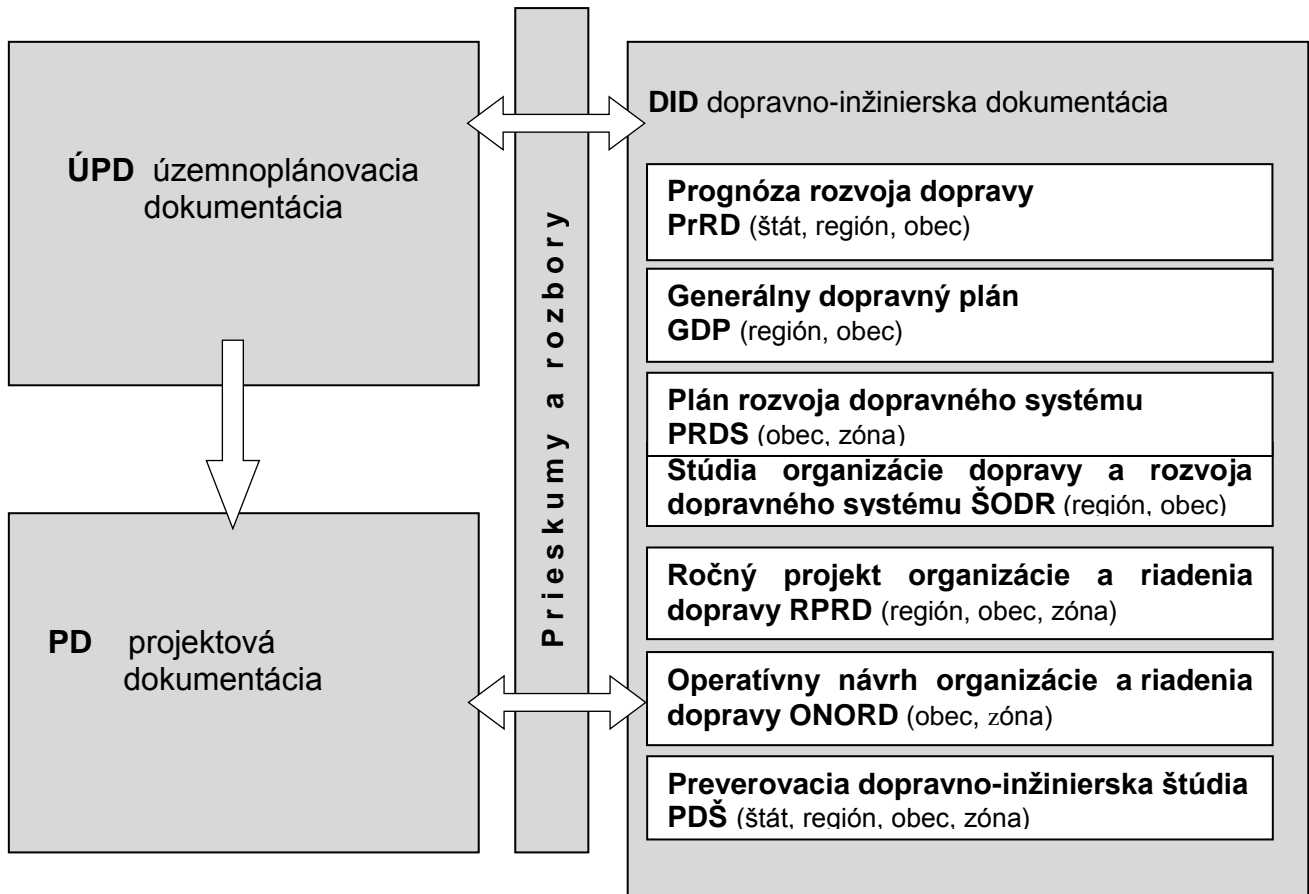 ÚPD územnoplánovacia
dokumentácia
PD projektová
dokumentácia
Prieskumy a rozbory
DID dopravno-inžinierska dokumentácia
Prognóza rozvoja dopravy
PrRD (štát, región, obec)
Generálny dopravný plán
GDP (región, obec)
Plán rozvoja dopravného systému
PRDS (obec, zóna)
Stúdia organizácie dopravy a rozvoja
dopravného systému ŠODR (región, obec)
Ročný projekt organizácie a riadenia
dopravy RPRD (región, obec, zóna)
Operatívny návrh organizácie a riadenia
dopravy ONORD (obec, zóna)
Preverovacia dopravno-inžinierska štúdia
PDŠ (štát, región, obec, zóna)